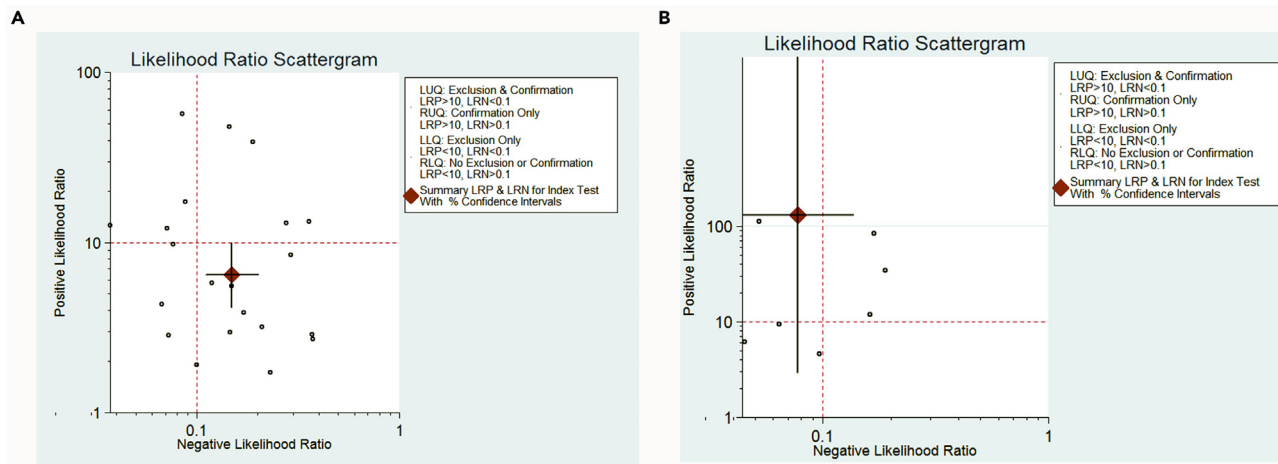 A
Likelihood Ratio Scattergram
100
10
1
Positive Likelihood Ratio
0.1
1
Negative Likelihood Ratio
LUQ: Exclusion & Confirmation
LRP>10, LRN<0.1
RUQ: Confirmation Only
LRP>10, LRN>0.1
LLQ: Exclusion Only
LRP<10, LRN<0.1
RLQ: No Exclusion or Confirmation
LRP<10, LRN>0.1
Summary LRP & LRN for Index Test
With % Confidence Intervals
B
Likelihood Ratio Scattergram
100
10
1
Positive Likelihood Ratio
0.1
1
Negative Likelihood Ratio
LUQ: Exclusion & Confirmation
LRP>10, LRN<0.1
RUQ: Confirmation Only
LRP>10, LRN>0.1
LLQ: Exclusion Only
LRP<10, LRN<0.1
RLQ: No Exclusion or Confirmation
LRP<10, LRN>0.1
Summary LRP & LRN for Index Test
With % Confidence Intervals